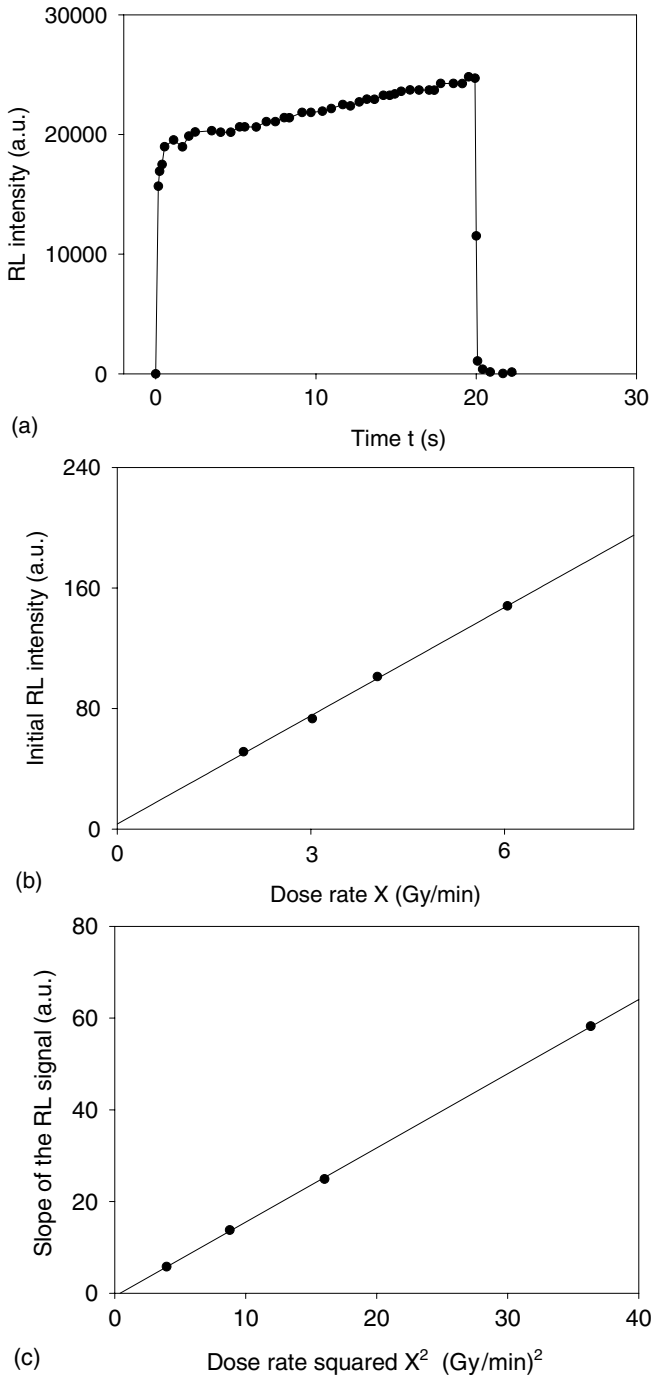 30000
20000
10000
0
RL intensity (a.u.)
0
10
20
30
Time t (s)
(a)
240
160
80
0
Initial RL intensity (a.u.)
0
3
6
Dose rate X (Gy/min)
(b)
80
60
40
20
0
Slope of the RL signal (a.u.)
0
10
20
30
40
Dose rate squared X² (Gy/min)²
(c)